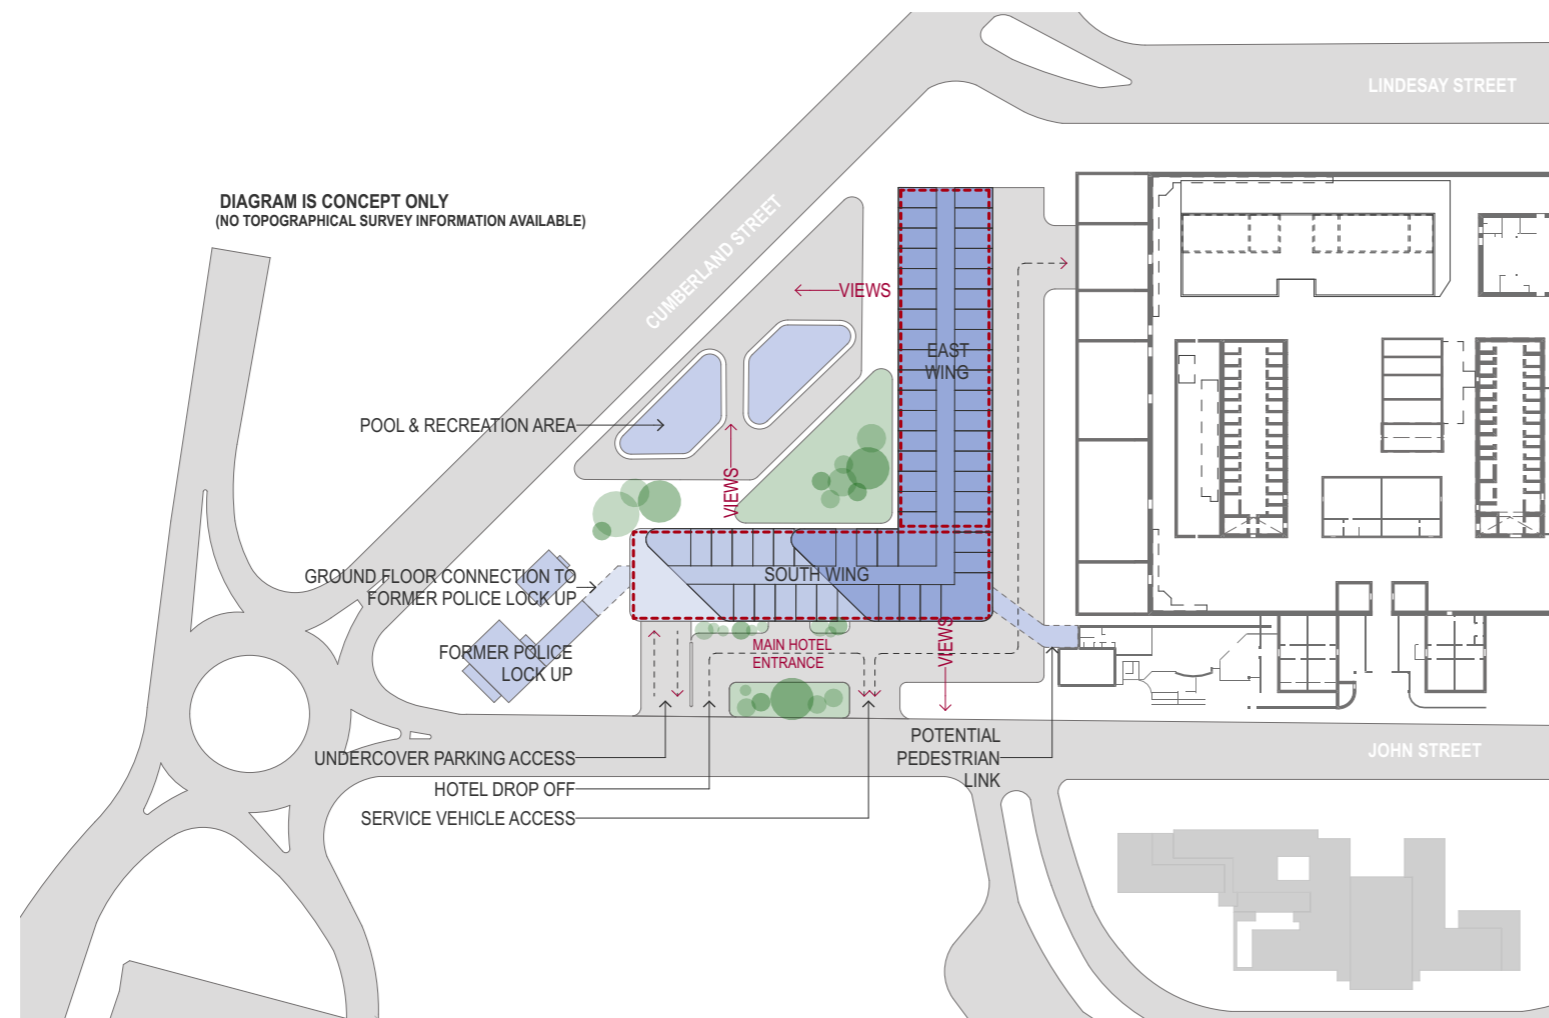 LINDESAY STREET
DIAGRAM IS CONCEPT ONLY
(NO TOPOGRAPHICAL SURVEY INFORMATION AVAILABLE)
CUMBERLAND STREET
VIEWS
EAST
WING
POOL & RECREATION AREA
VIEWS
GROUND FLOOR CONNECTION TO
FORMER POLICE LOCK UP
SOUTH WING
FORMER POLICE
LOCK UP
MAIN HOTEL
ENTRANCE
VIEWS
UNDERCOVER PARKING ACCESS
HOTEL DROP OFF
SERVICE VEHICLE ACCESS
POTENTIAL
PEDESTRIAN
LINK
JOHN STREET